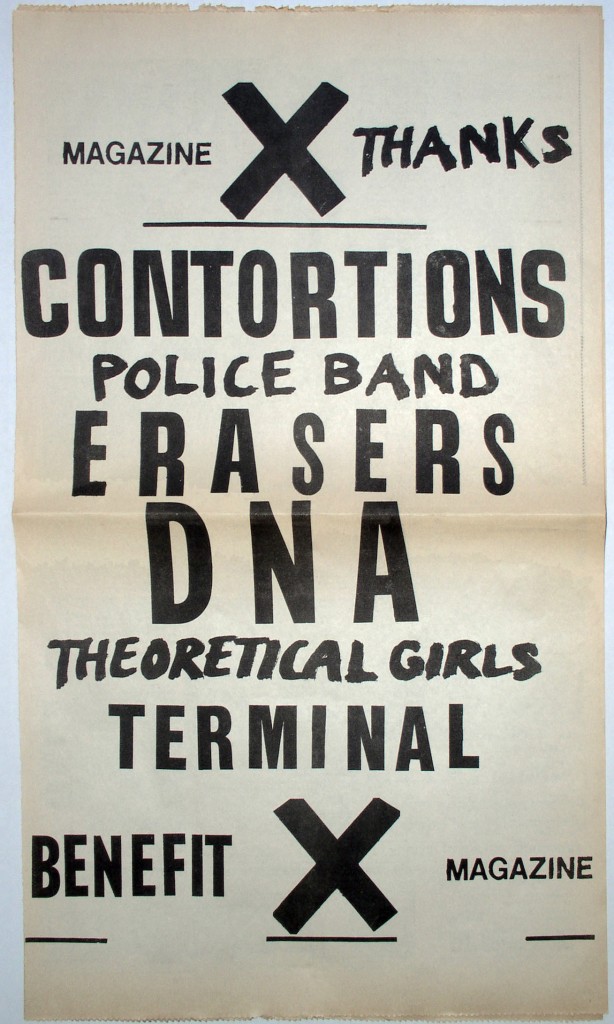 MAGAZINE X THANKS
CONTORTIONS
POLICE BAND
ERASERS
DNA
THEORETICAL GIRLS
TERMINAL
BENEFIT X MAGAZINE